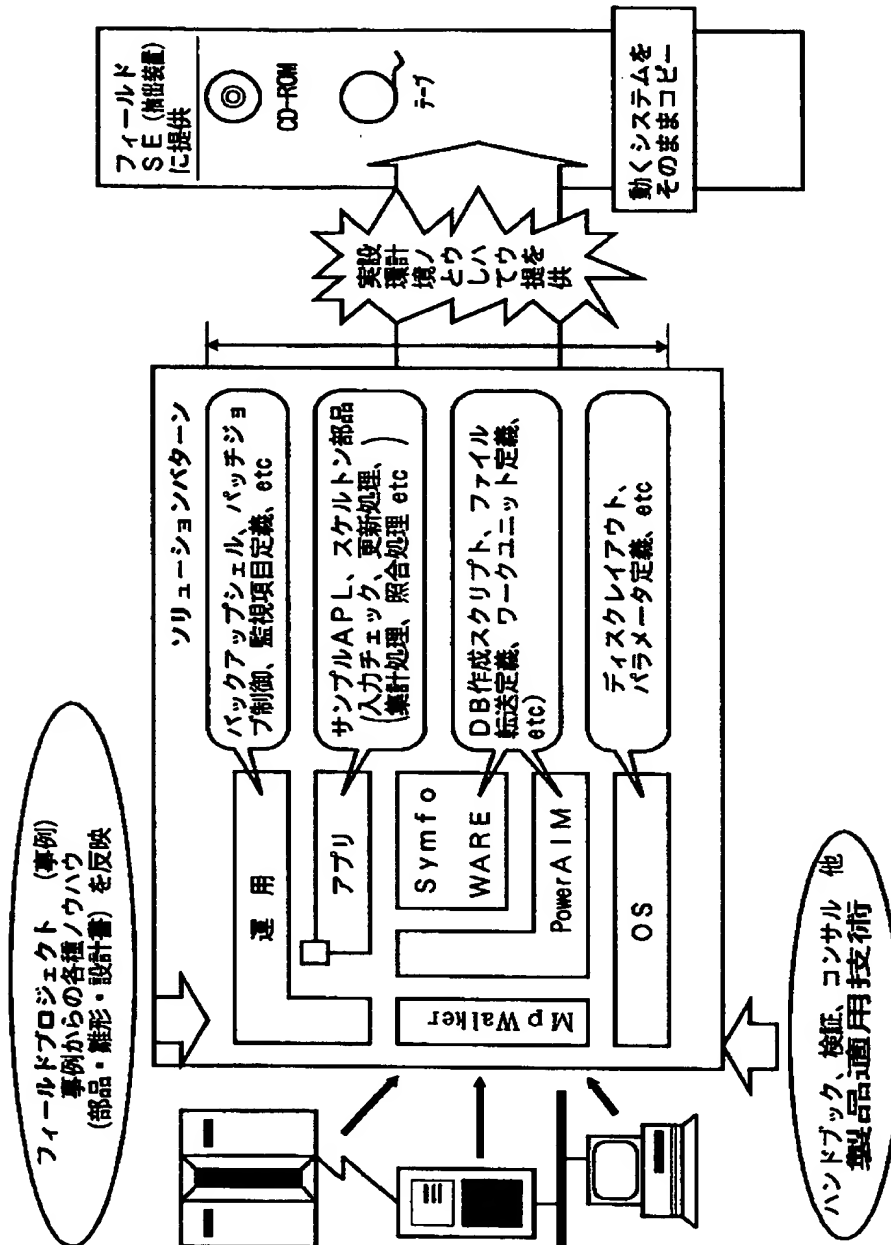 フィールドプロジェクト (事例)
事例からの各種ノウハウ
(部品・雛形・設計書) を反映
ソリューションパターン
運用
バックアップシェル、バッチジョ
ブ制御、監視項目定義、etc
アプリ
サンプルAPL、スケルトン部品
(入力チェック、更新処理、
集計処理、照合処理 etc)
Symfo
WARE
PowerAIM
DB作成スクリプト、ファイル
転送定義、ワークユニット定義、
etc)
Mp Walker
OS
ディスクレイアウト、
パラメータ定義、etc
ハンドブック、検証、コンサル 他
製品適用技術
実環境として提供
設計ノウハウを
フィールド
SE (抽出装置)
に提供
CD-ROM
テープ
動くシステムを
そのままコピー